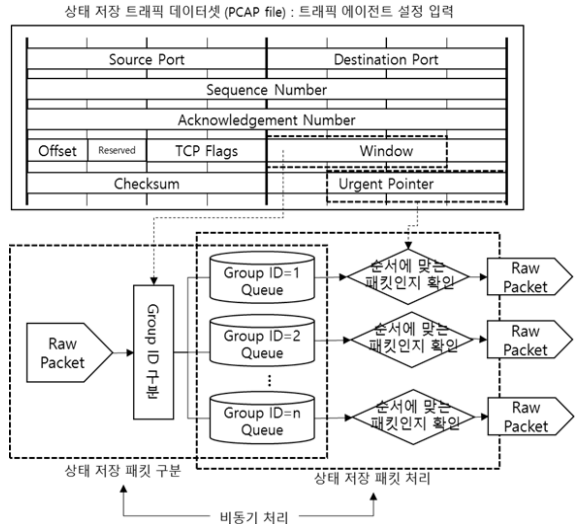 상태 저장 트래픽 데이터셋 (PCAP file) : 트래픽 에이전트 설정 입력
Source Port
Destination Port
Sequence Number
Acknowledgement Number
Offset
Reserved
TCP Flags
Window
Checksum
Urgent Pointer
Raw
Packet
Group ID 구분
Group ID=1
Queue
순서에 맞는
패킷인지 확인
Raw
Packet
Group ID=2
Queue
순서에 맞는
패킷인지 확인
Raw
Packet
⋮
Group ID=n
Queue
순서에 맞는
패킷인지 확인
Raw
Packet
상태 저장 패킷 구분
상태 저장 패킷 처리
비동기 처리